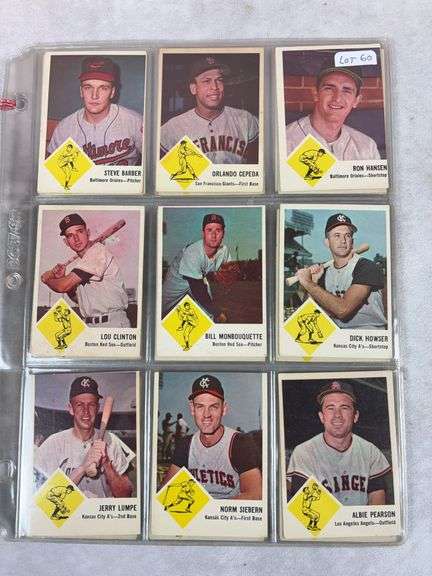 LOT 60
STEVE BARBER
Baltimore Orioles—Pitcher
ORLANDO CEPEDA
San Francisco Giants—First Base
RON HANSEN
Baltimore Orioles—Shortstop
LOU CLINTON
Boston Red Sox—Outfield
BILL MONBOUQUETTE
Boston Red Sox—Pitcher
DICK HOWSER
Kansas City A's—Shortstop
JERRY LUMPE
Kansas City A's—2nd Base
NORM SIEBERN
Kansas City A's—First Base
ALBIE PEARSON
Los Angeles Angels—Outfield